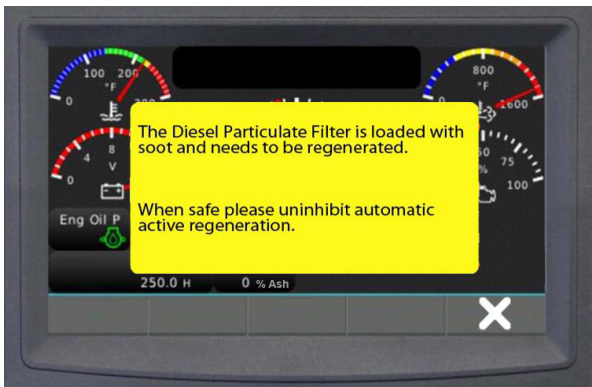 100 200
°F
0
800
°F
0
1600
The Diesel Particulate Filter is loaded with
soot and needs to be regenerated.
4 8
V
0
75
%
100
When safe please uninhibit automatic
active regeneration.
Eng Oil P
250.0 H
0 % Ash